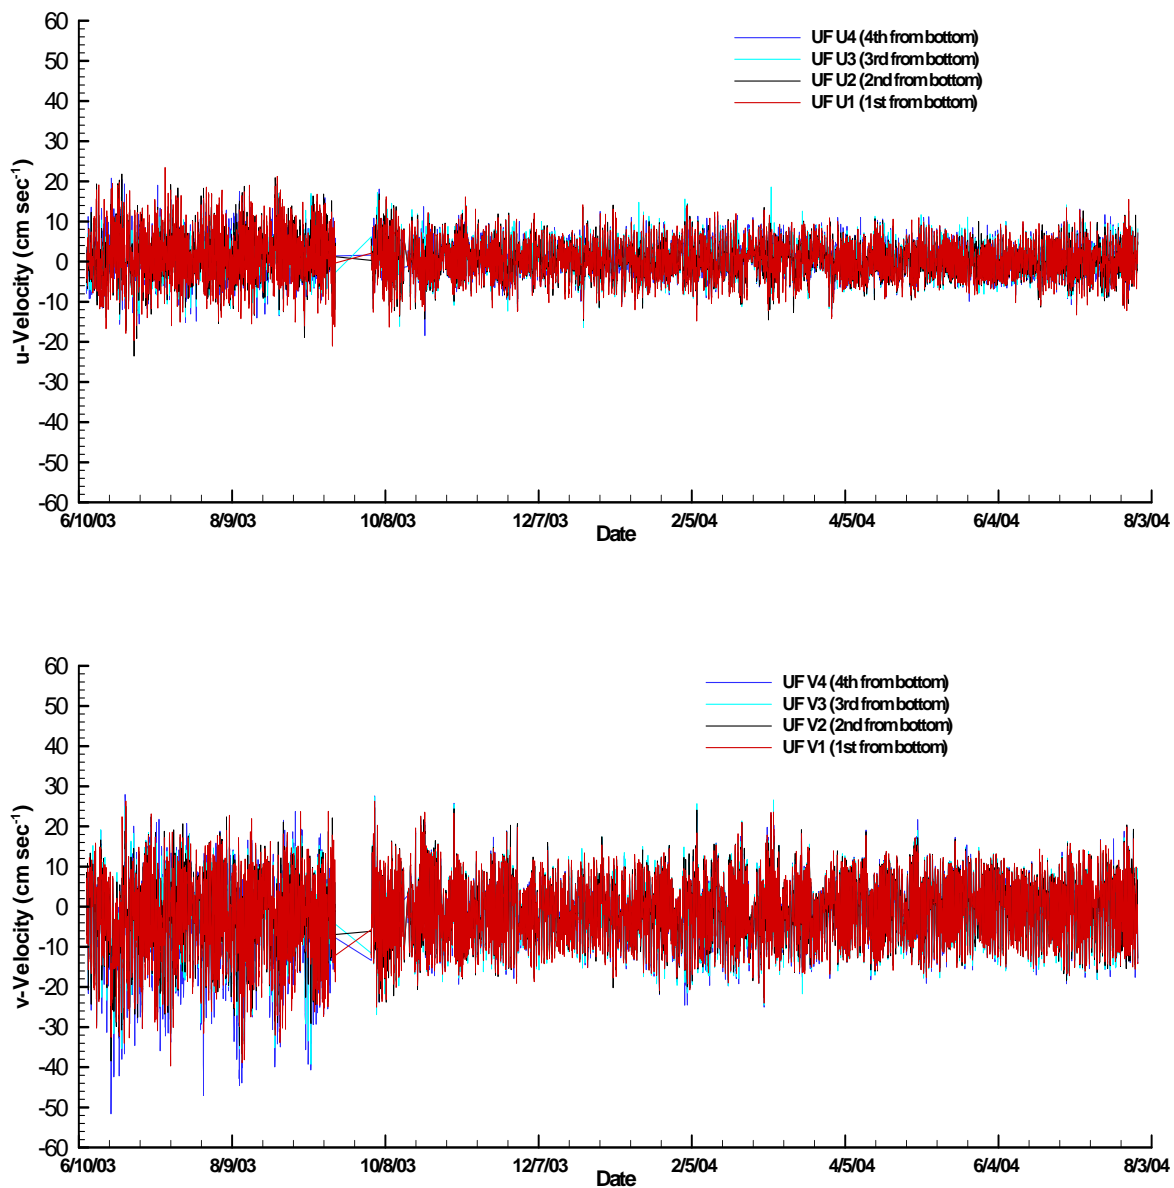 60
50
40
30
20
10
0
-10
-20
-30
-40
-50
-60
u-Velocity (cm sec⁻¹)
UF U4 (4th from bottom)
UF U3 (3rd from bottom)
UF U2 (2nd from bottom)
UF U1 (1st from bottom)
6/10/03 8/9/03 10/8/03 12/7/03 2/5/04 4/5/04 6/4/04 8/3/04
Date
60
50
40
30
20
10
0
-10
-20
-30
-40
-50
-60
v-Velocity (cm sec⁻¹)
UF V4 (4th from bottom)
UF V3 (3rd from bottom)
UF V2 (2nd from bottom)
UF V1 (1st from bottom)
6/10/03 8/9/03 10/8/03 12/7/03 2/5/04 4/5/04 6/4/04 8/3/04
Date